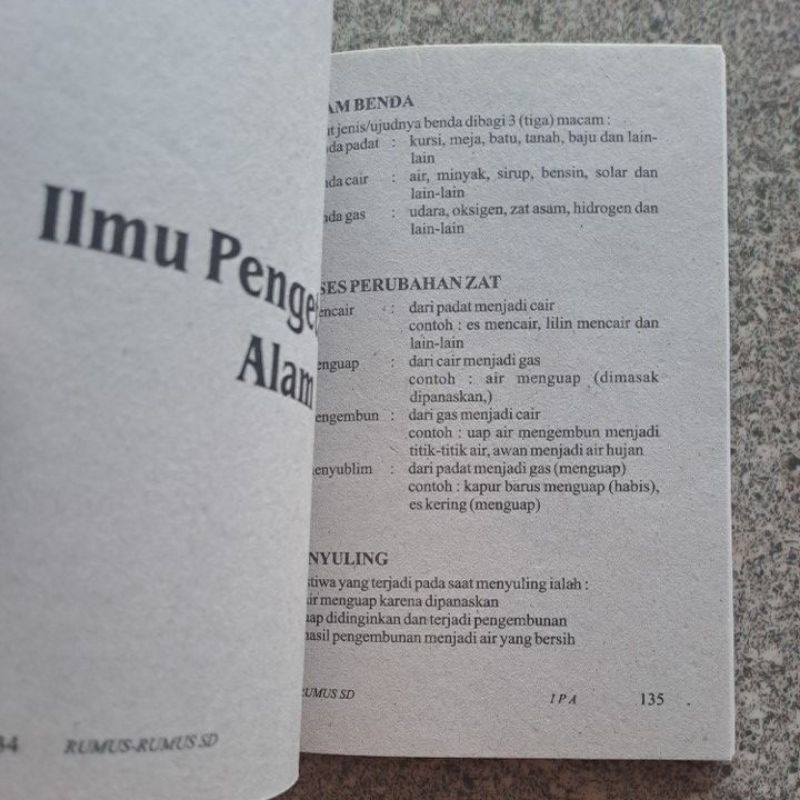 Ilmu Penge
Alam
34 RUMUS-RUMUS SD
AM BENDA
t jenis/ujudnya benda dibagi 3 (tiga) macam :
da padat : kursi, meja, batu, tanah, baju dan lain-
lain
da cair : air, minyak, sirup, bensin, solar dan
lain-lain
da gas : udara, oksigen, zat asam, hidrogen dan
lain-lain
SES PERUBAHAN ZAT
encair : dari padat menjadi cair
contoh : es mencair, lilin mencair dan
lain-lain
enguap : dari cair menjadi gas
contoh : air menguap (dimasak
dipanaskan,)
engembun : dari gas menjadi cair
contoh : uap air mengembun menjadi
titik-titik air, awan menjadi air hujan
enyublim : dari padat menjadi gas (menguap)
contoh : kapur barus menguap (habis),
es kering (menguap)
NYULING
stiwa yang terjadi pada saat menyuling ialah :
ir menguap karena dipanaskan
ap didinginkan dan terjadi pengembunan
asil pengembunan menjadi air yang bersih
RUMUS SD IPA 135